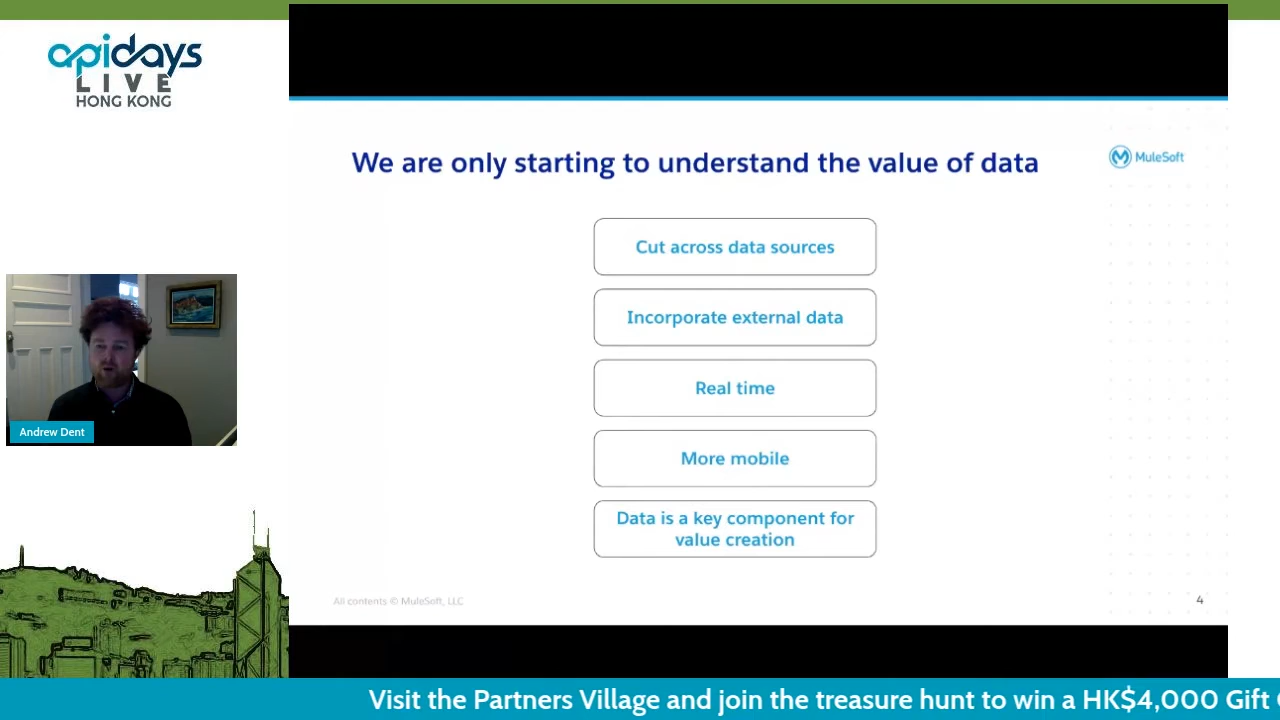 apidays
LIVE
HONG KONG
We are only starting to understand the value of data
MuleSoft
Cut across data sources
Incorporate external data
Real time
More mobile
Data is a key component for
value creation
Andrew Dent
All contents © MuleSoft, LLC
4
Visit the Partners Village and join the treasure hunt to win a HK$4,000 Gift